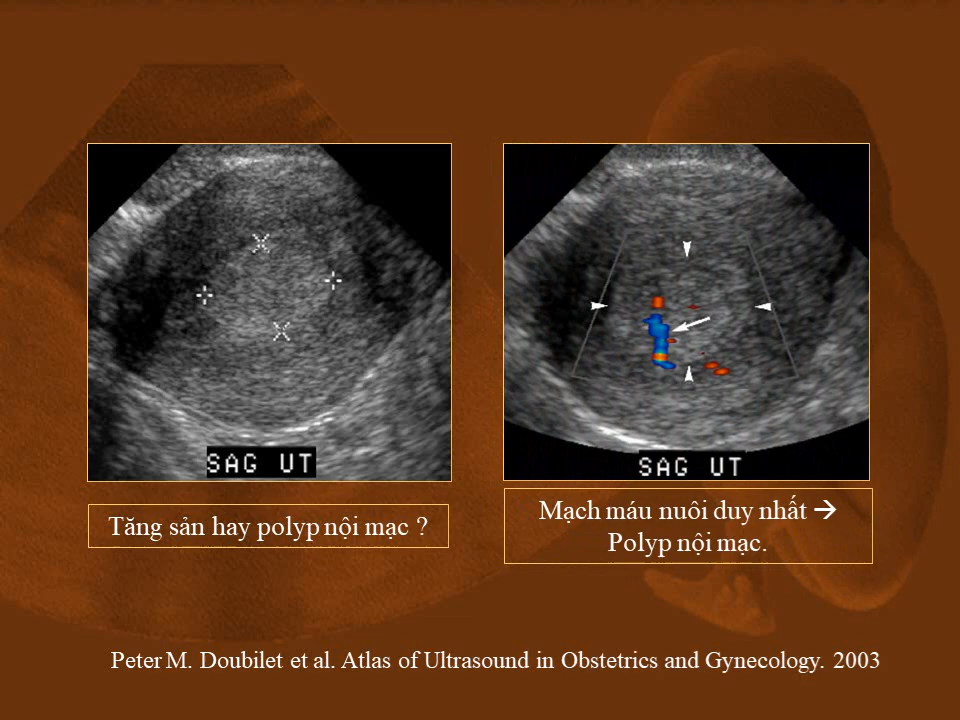 SAG UT
SAG UT
Tăng sản hay polyp nội mạc ?
Mạch máu nuôi duy nhất →
Polyp nội mạc.
Peter M. Doubilet et al. Atlas of Ultrasound in Obstetrics and Gynecology. 2003